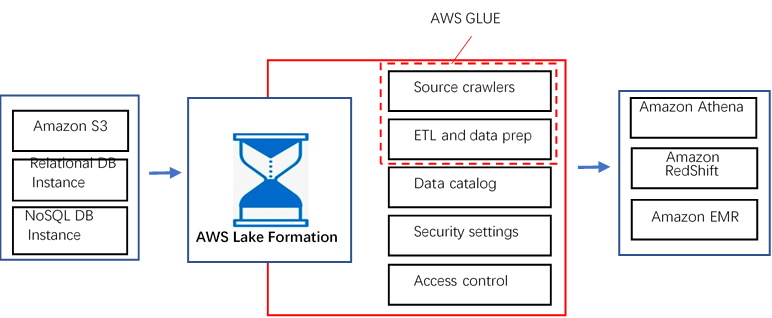 AWS GLUE
Amazon S3
Relational DB
Instance
NoSQL DB
Instance
AWS Lake Formation
Source crawlers
ETL and data prep
Data catalog
Security settings
Access control
Amazon Athena
Amazon
RedShift
Amazon EMR